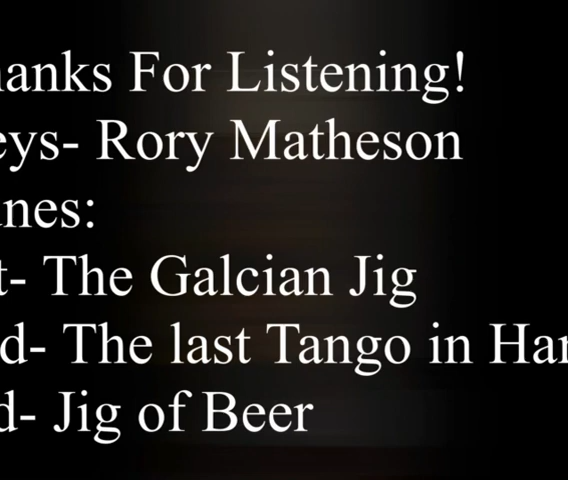 hanks For Listening!
eys- Rory Matheson
nes:
t- The Galcian Jig
d- The last Tango in Har
d- Jig of Beer